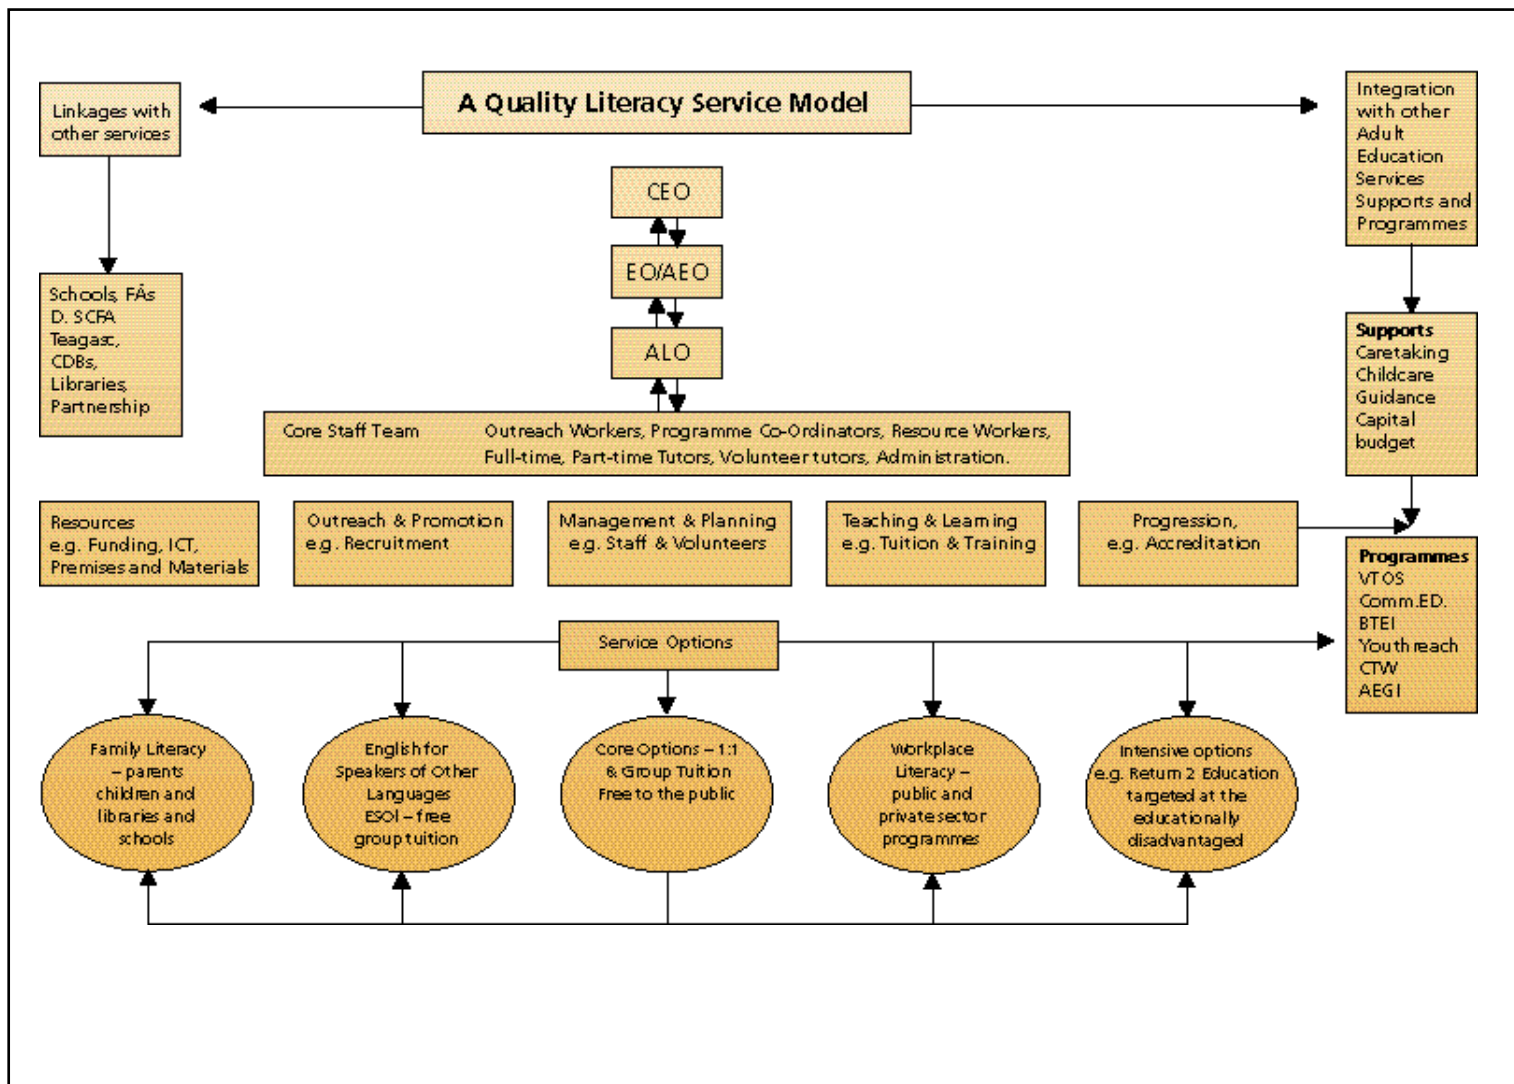 A Quality Literacy Service Model
Linkages with
other services
Integration
with other
Adult
Education
Services
Supports and
Programmes
CEO
EO/AEO
ALO
Schools, FÁs
D. SCFA
Teagasc,
CDBs,
Libraries,
Partnership
Supports
Caretaking
Childcare
Guidance
Capital
budget
Core Staff Team Outreach Workers, Programme Co-Ordinators, Resource Workers,
Full-time, Part-time Tutors, Volunteer tutors, Administration.
Resources
e.g. Funding, ICT,
Premises and Materials
Outreach & Promotion
e.g. Recruitment
Management & Planning
e.g. Staff & Volunteers
Teaching & Learning
e.g. Tuition & Training
Progression,
e.g. Accreditation
Programmes
VTOS
Comm.ED.
BTEI
Youthreach
CTW
AEGI
Service Options
Family Literacy
– parents
children and
libraries and
schools
English for
Speakers of Other
Languages
ESOl – free
group tuition
Core Options – 1:1
& Group Tuition
Free to the public
Workplace
Literacy –
public and
private sector
programmes
Intensive options
e.g. Return 2 Education
targeted at the
educationally
disadvantaged